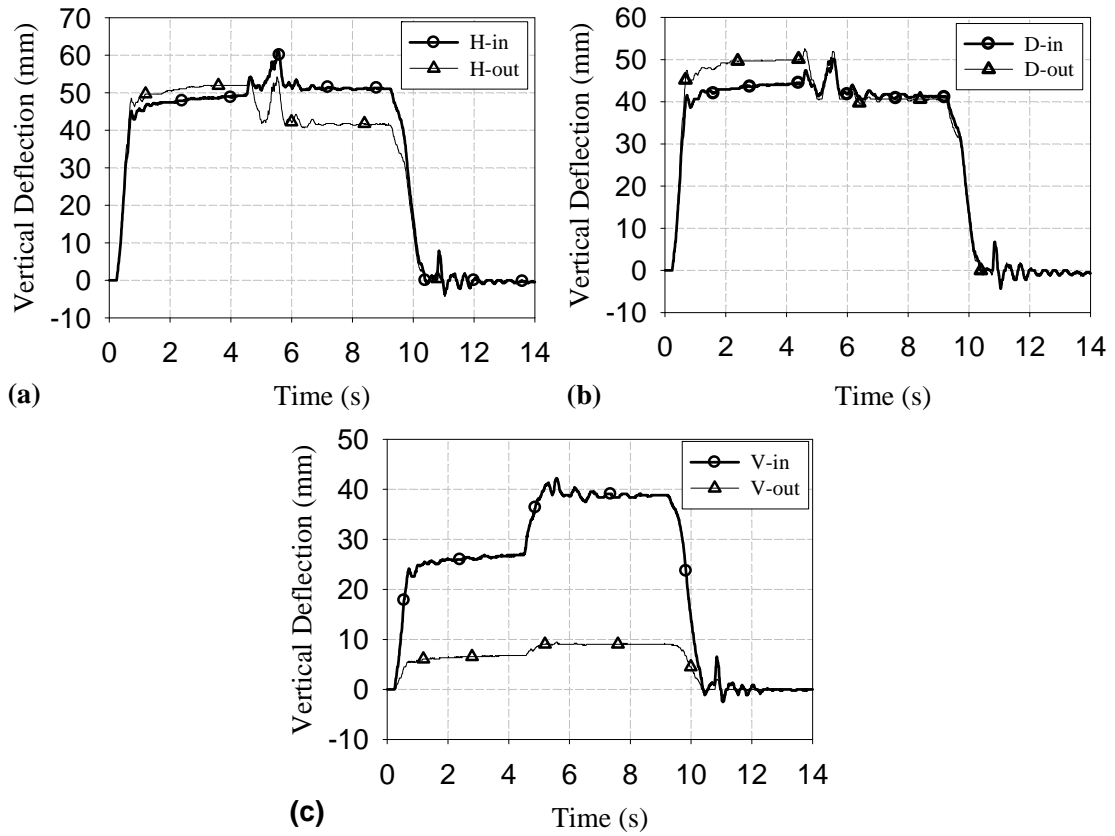 Vertical Deflection (mm)
70
60
50
40
30
20
10
0
-10
H-in
H-out
0 2 4 6 8 10 12 14
(a)
Time (s)
Vertical Deflection (mm)
60
50
40
30
20
10
0
-10
D-in
D-out
0 2 4 6 8 10 12 14
(b)
Time (s)
Vertical Deflection (mm)
50
40
30
20
10
0
-10
V-in
V-out
0 2 4 6 8 10 12 14
(c)
Time (s)